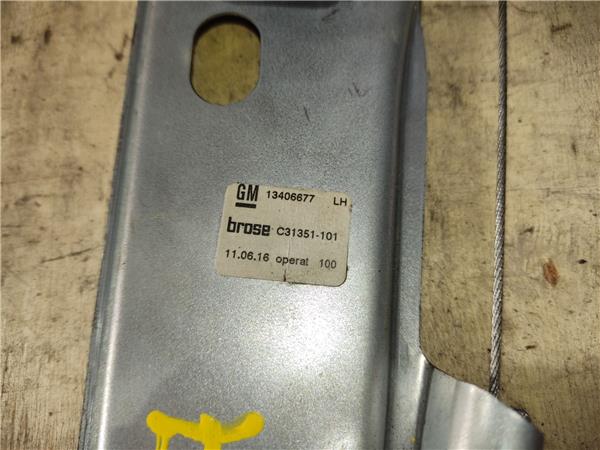 GM 13406677 LH
brose C31351-101
11.06.16 operat 100